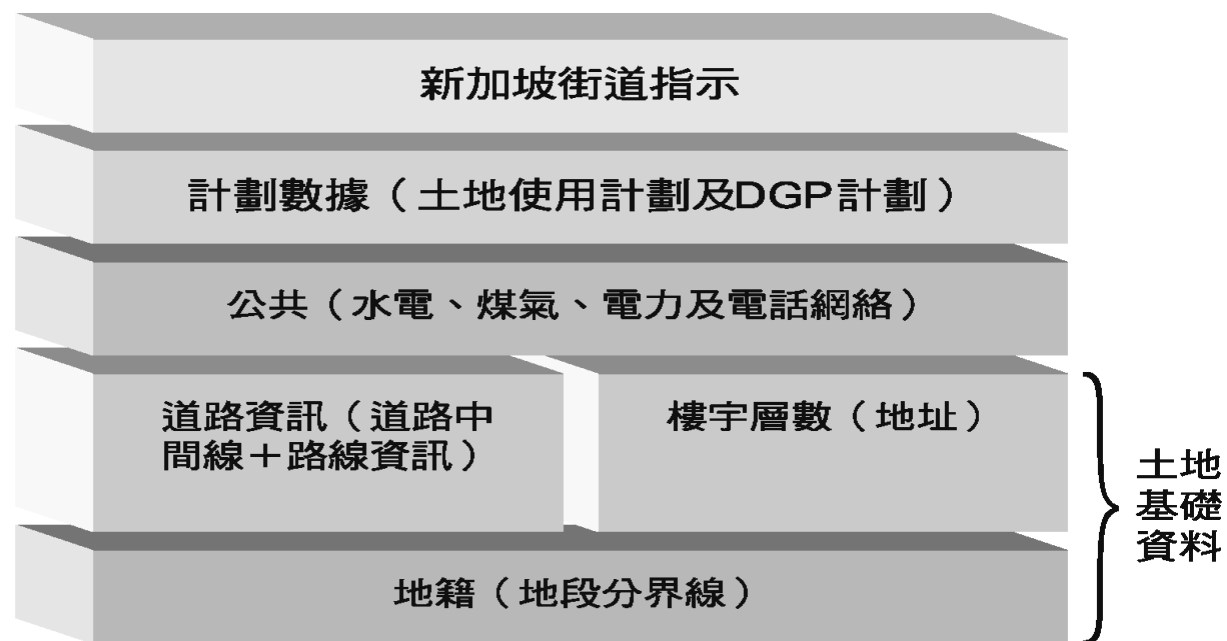 新加坡街道指示
計劃數據（土地使用計劃及DGP計劃）
公共（水電、煤氣、電力及電話網絡）
道路資訊（道路中
間線＋路線資訊）
樓宇層數（地址）
土地
基礎
資料
地籍（地段分界線）